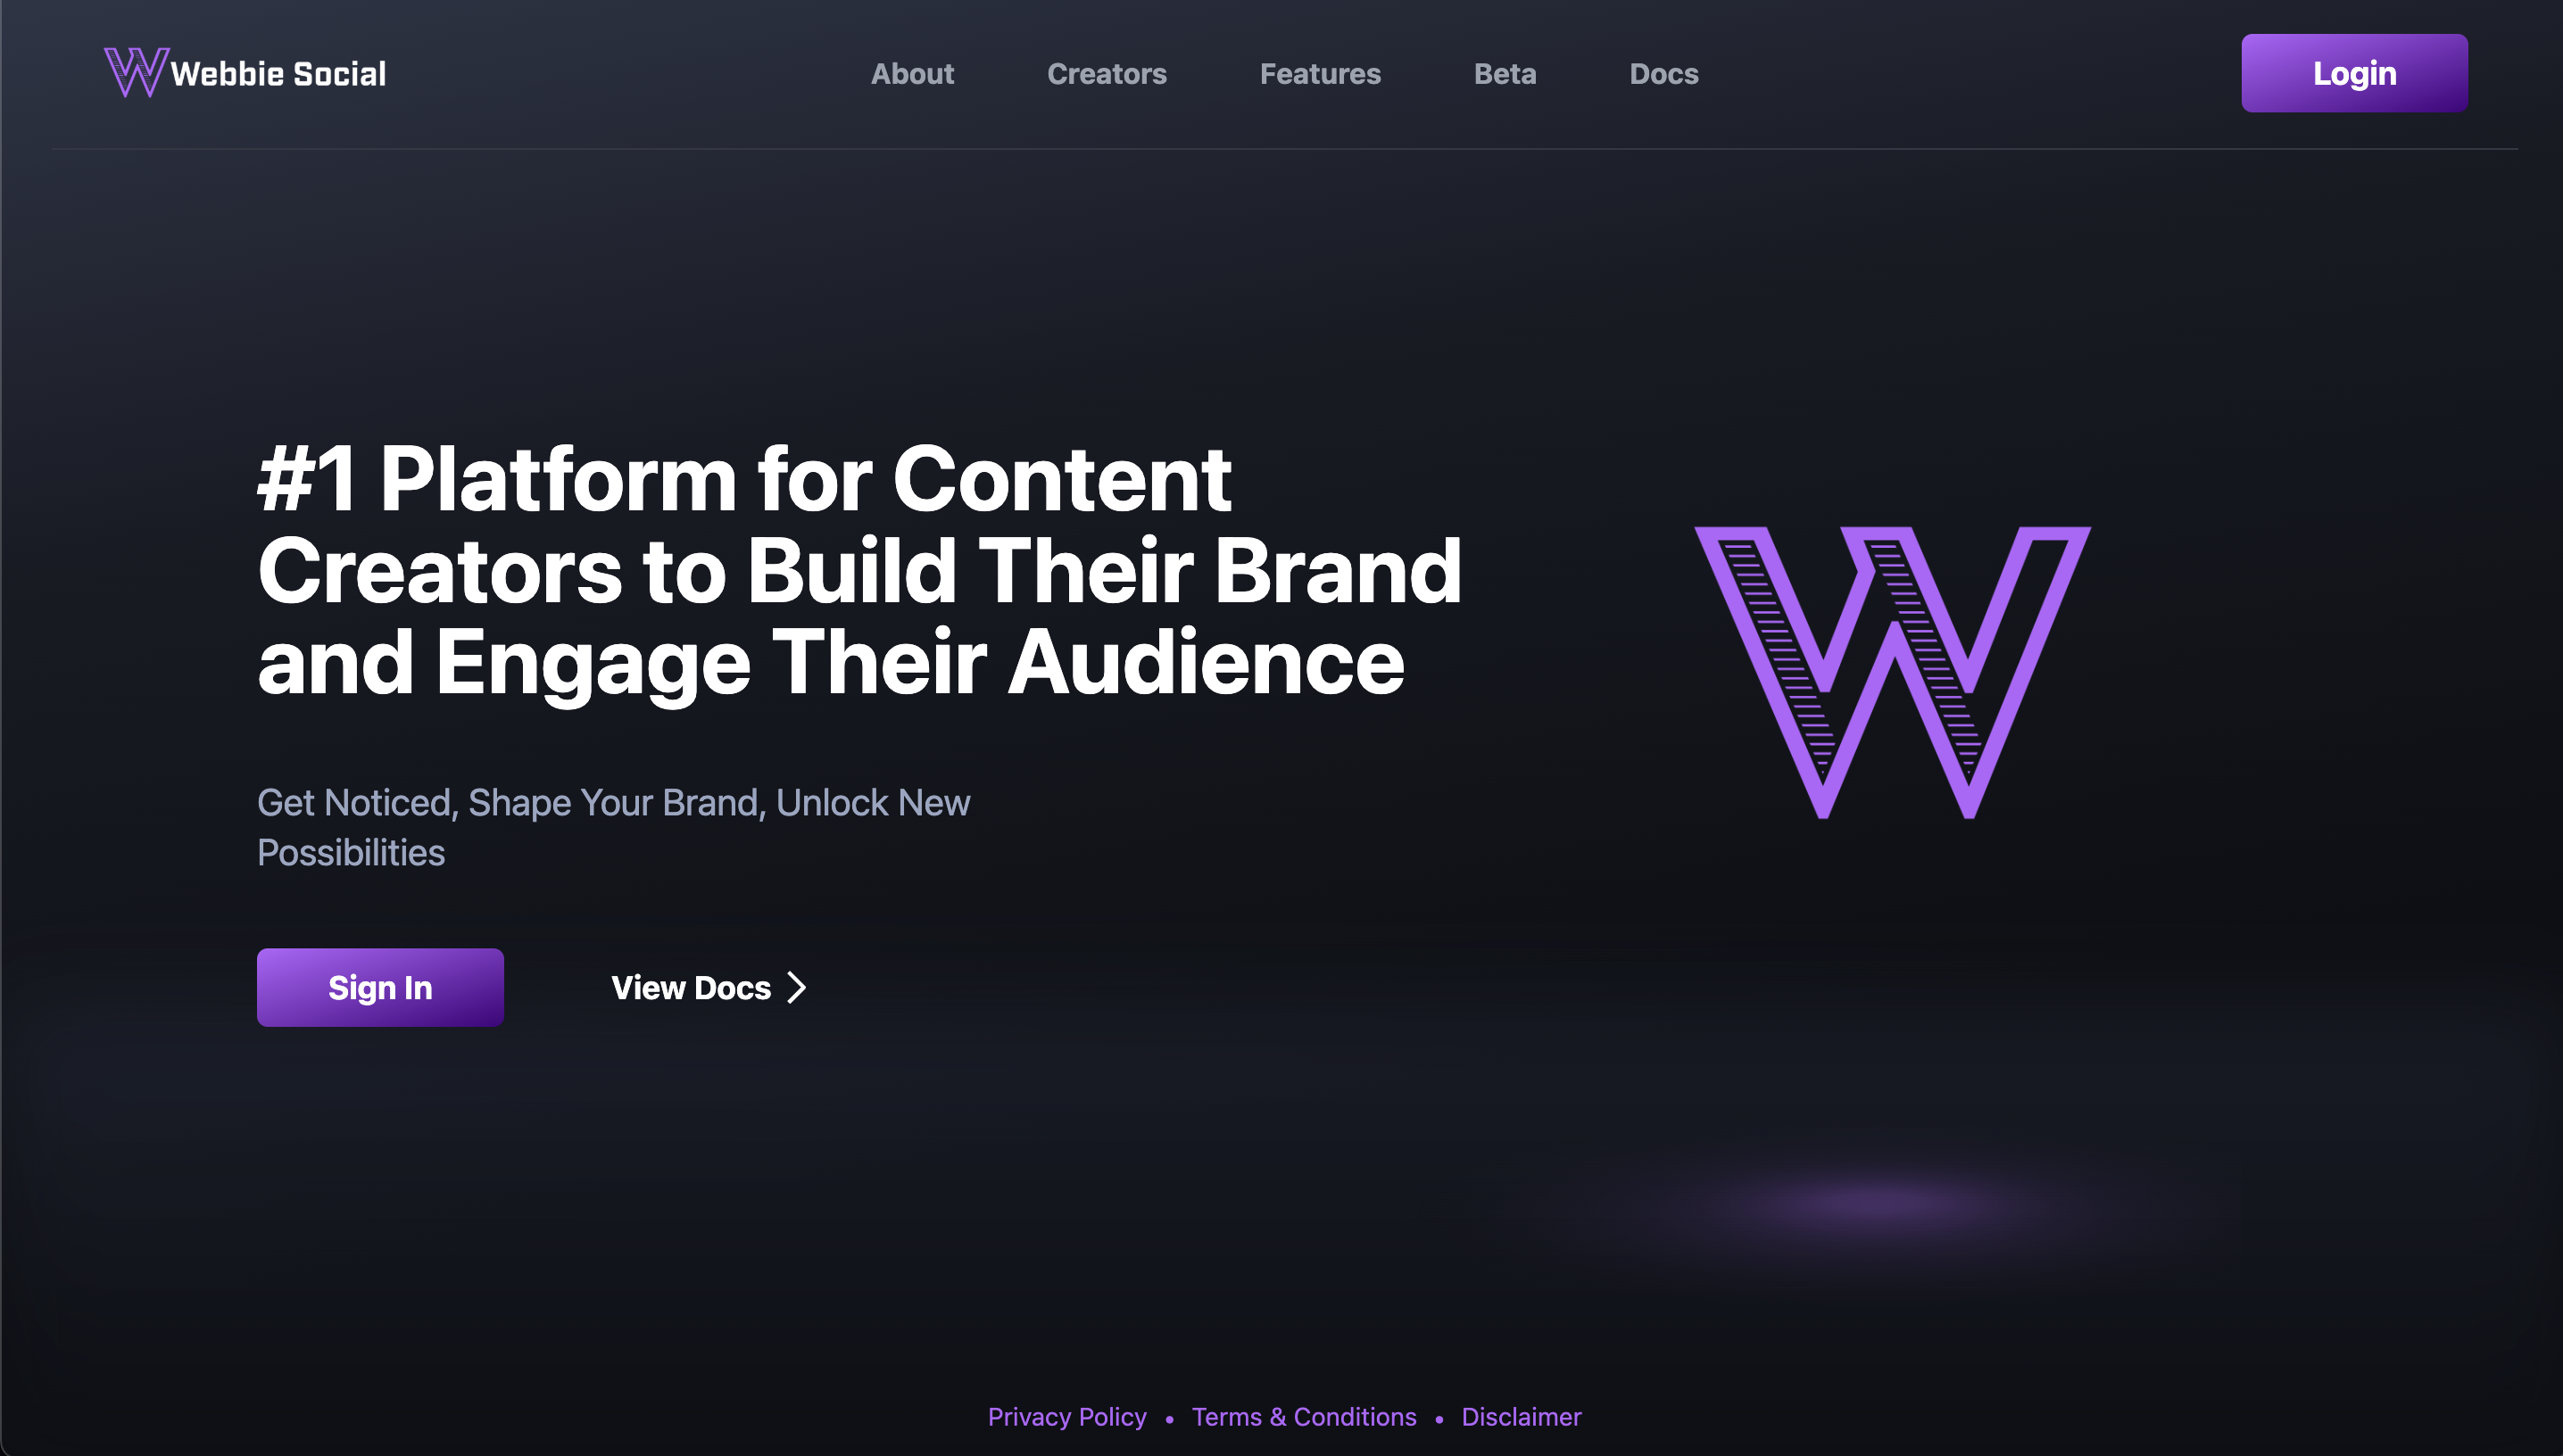 Webbie Social
About
Creators
Features
Beta
Docs
Login
#1 Platform for Content
Creators to Build Their Brand
and Engage Their Audience
W
Get Noticed, Shape Your Brand, Unlock New
Possibilities
Sign In
View Docs
Privacy Policy • Terms & Conditions • Disclaimer